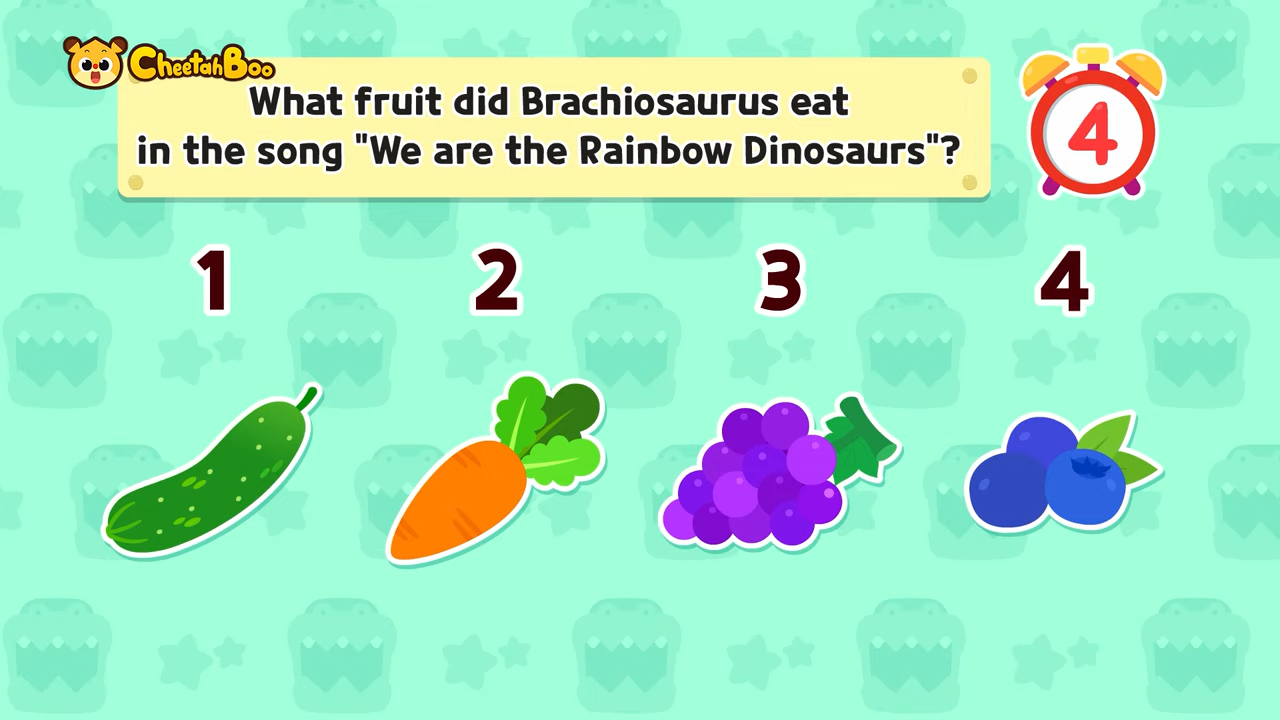 CheetahBoo
What fruit did Brachiosaurus eat
in the song "We are the Rainbow Dinosaurs"?
4
1
2
3
4